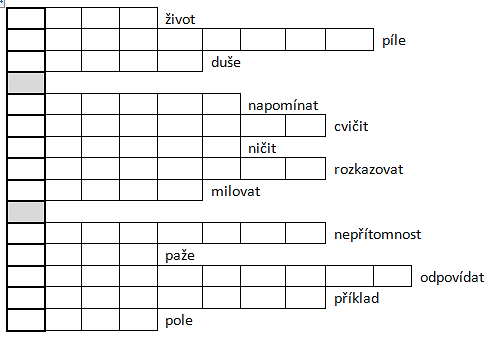 život
píle
duše
napomínat
cvičit
ničit
rozkazovat
milovat
nepřítomnost
paže
odpovídat
příklad
pole